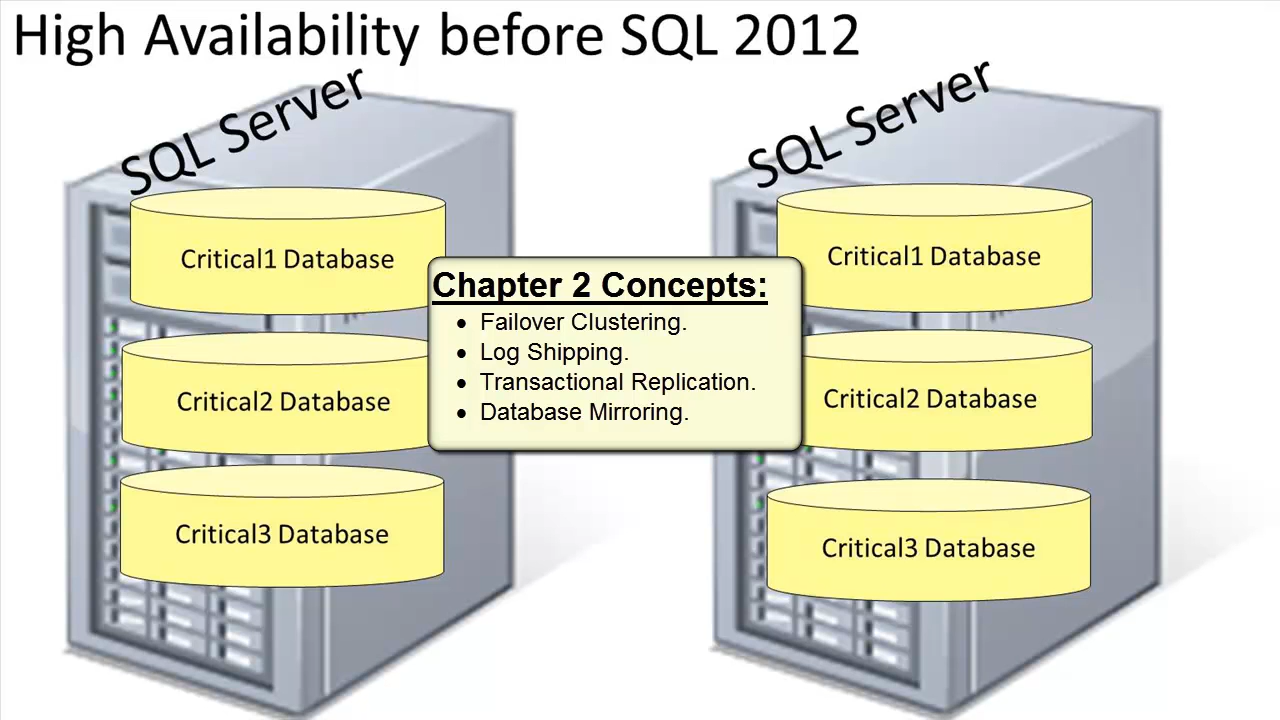 High Availability before SQL 2012
SQL Server
SQL Server
Critical1 Database
Critical1 Database
Chapter 2 Concepts:
• Failover Clustering.
• Log Shipping.
• Transactional Replication.
• Database Mirroring.
Critical2 Database
Critical2 Database
Critical3 Database
Critical3 Database